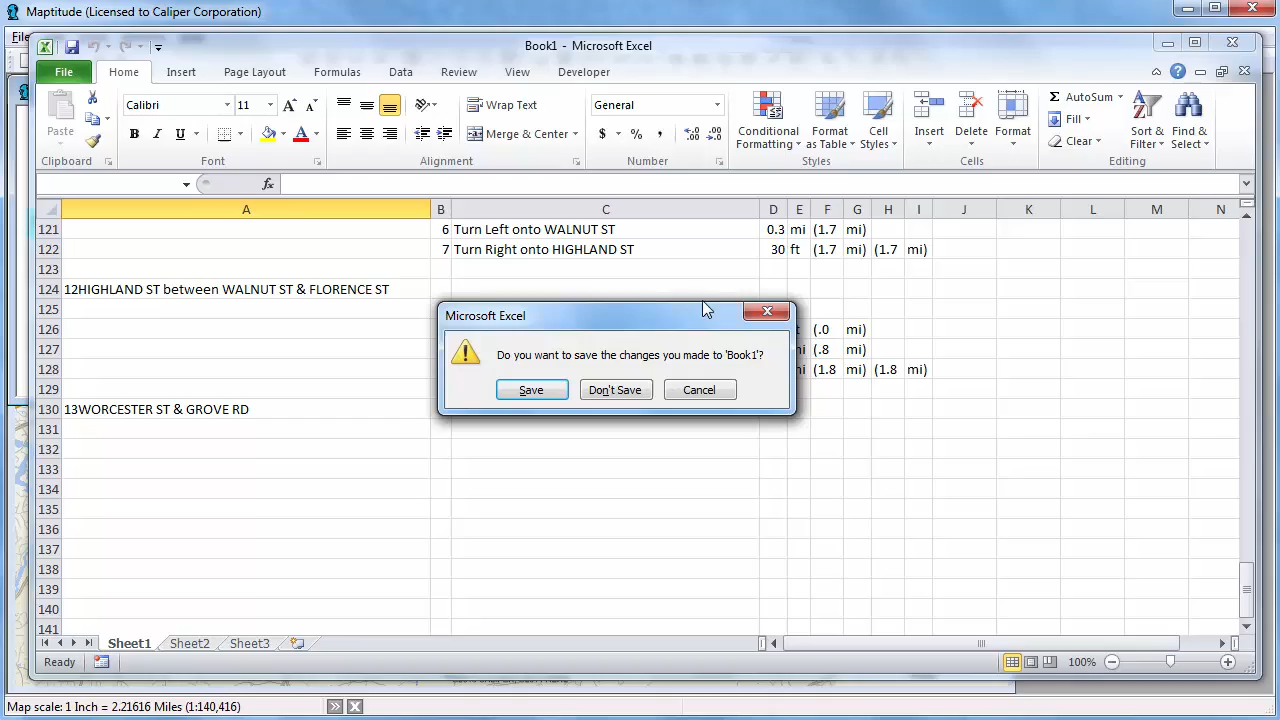 Maptitude (Licensed to Caliper Corporation)
File
Book1 - Microsoft Excel
File Home Insert Page Layout Formulas Data Review View Developer
Paste
Calibri 11
B I U
Wrap Text
Merge & Center
General
$ % ,
Conditional Formatting
Format as Table
Cell Styles
Insert
Delete
Format
AutoSum
Fill
Clear
Sort & Filter
Find & Select
Clipboard Font Alignment Number Styles Cells Editing
fx
A B C D E F G H I J K L M N
121 6 Turn Left onto WALNUT ST 0.3 mi (1.7 mi)
122 7 Turn Right onto HIGHLAND ST 30 ft (1.7 mi) (1.7 mi)
123
124 12HIGHLAND ST between WALNUT ST & FLORENCE ST
125
126 (.0 mi)
127 mi (.8 mi)
128 mi (1.8 mi) (1.8 mi)
129
130 13WORCESTER ST & GROVE RD
131
132
133
134
135
136
137
138
139
140
141
Microsoft Excel
Do you want to save the changes you made to 'Book1'?
Save Don't Save Cancel
Sheet1 Sheet2 Sheet3
Ready 100%
Map scale: 1 Inch = 2.21616 Miles (1:140,416)